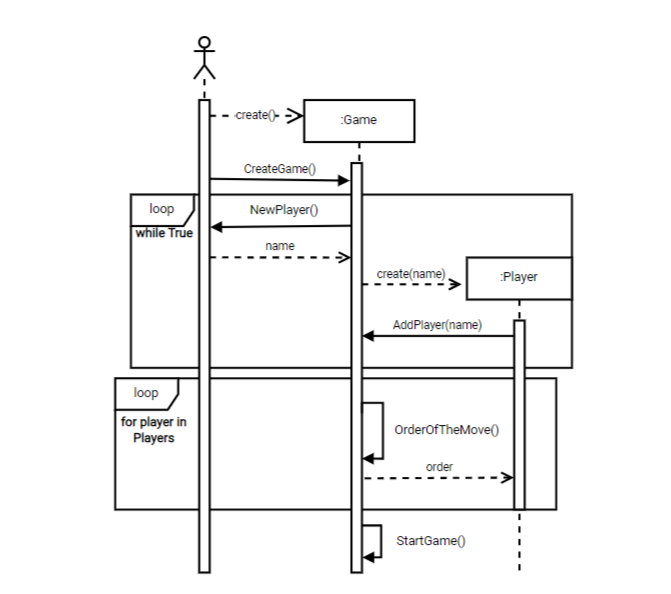 create()
:Game
CreateGame()
loop
NewPlayer()
while True
name
create(name)
:Player
AddPlayer(name)
loop
for player in
Players
OrderOfTheMove()
order
StartGame()